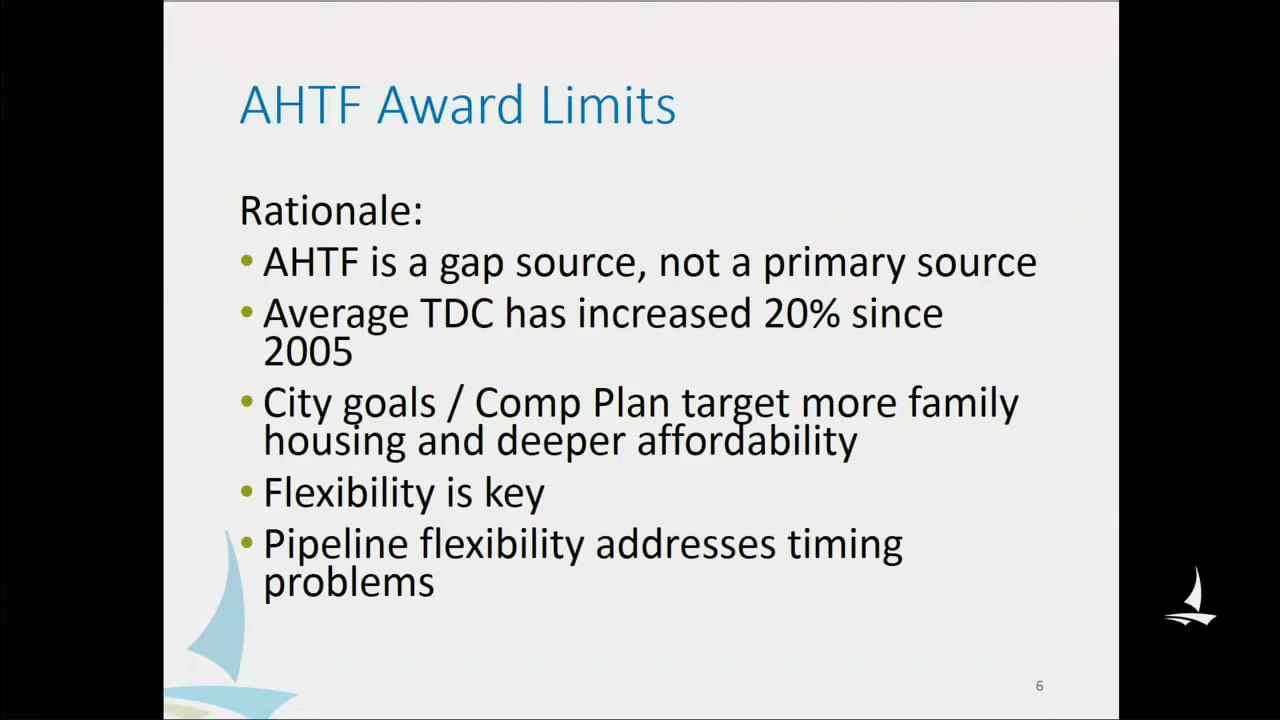 AHTF Award Limits
Rationale:
• AHTF is a gap source, not a primary source
• Average TDC has increased 20% since
2005
• City goals / Comp Plan target more family
housing and deeper affordability
• Flexibility is key
• Pipeline flexibility addresses timing
problems
6